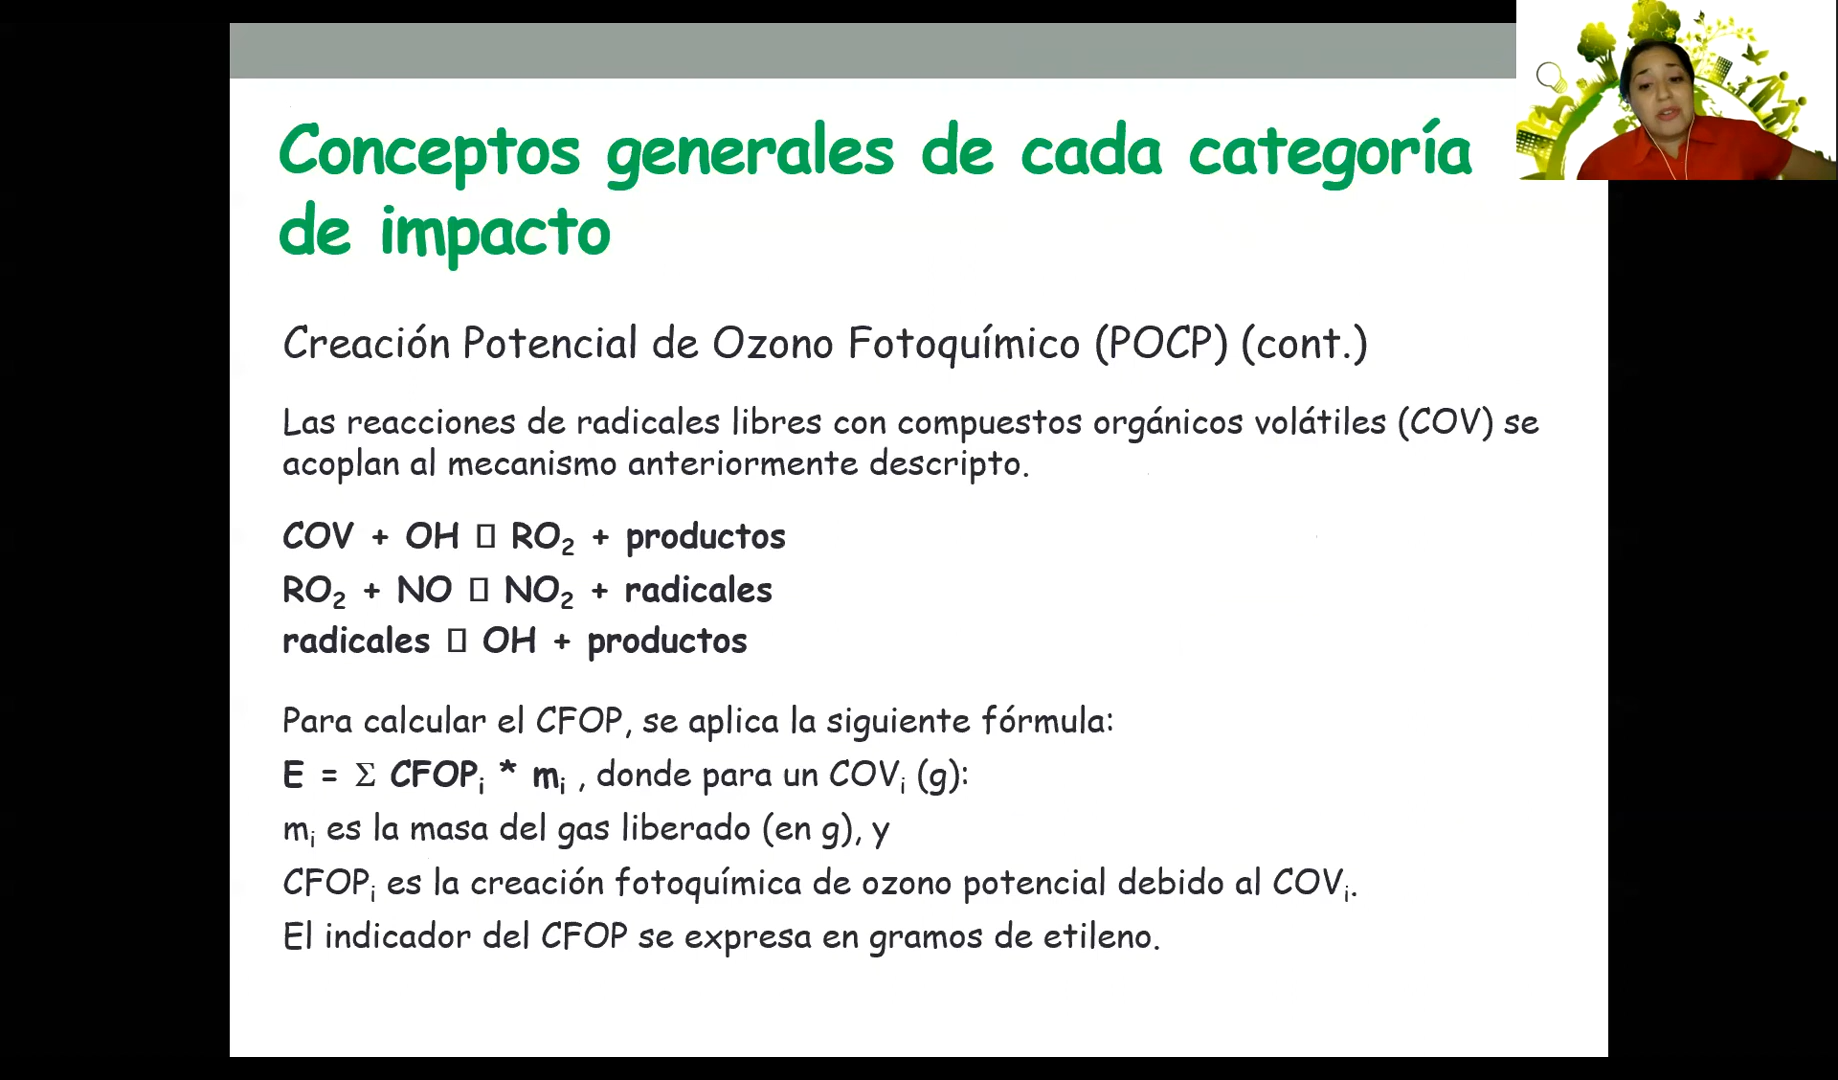 Conceptos generales de cada categoría
de impacto
Creación Potencial de Ozono Fotoquímico (POCP) (cont.)
Las reacciones de radicales libres con compuestos orgánicos volátiles (COV) se
acoplan al mecanismo anteriormente descripto.
COV + OH ▯ RO₂ + productos
RO₂ + NO ▯ NO₂ + radicales
radicales ▯ OH + productos
Para calcular el CFOP, se aplica la siguiente fórmula:
E = Σ CFOPᵢ * mᵢ , donde para un COVᵢ (g):
mᵢ es la masa del gas liberado (en g), y
CFOPᵢ es la creación fotoquímica de ozono potencial debido al COVᵢ.
El indicador del CFOP se expresa en gramos de etileno.